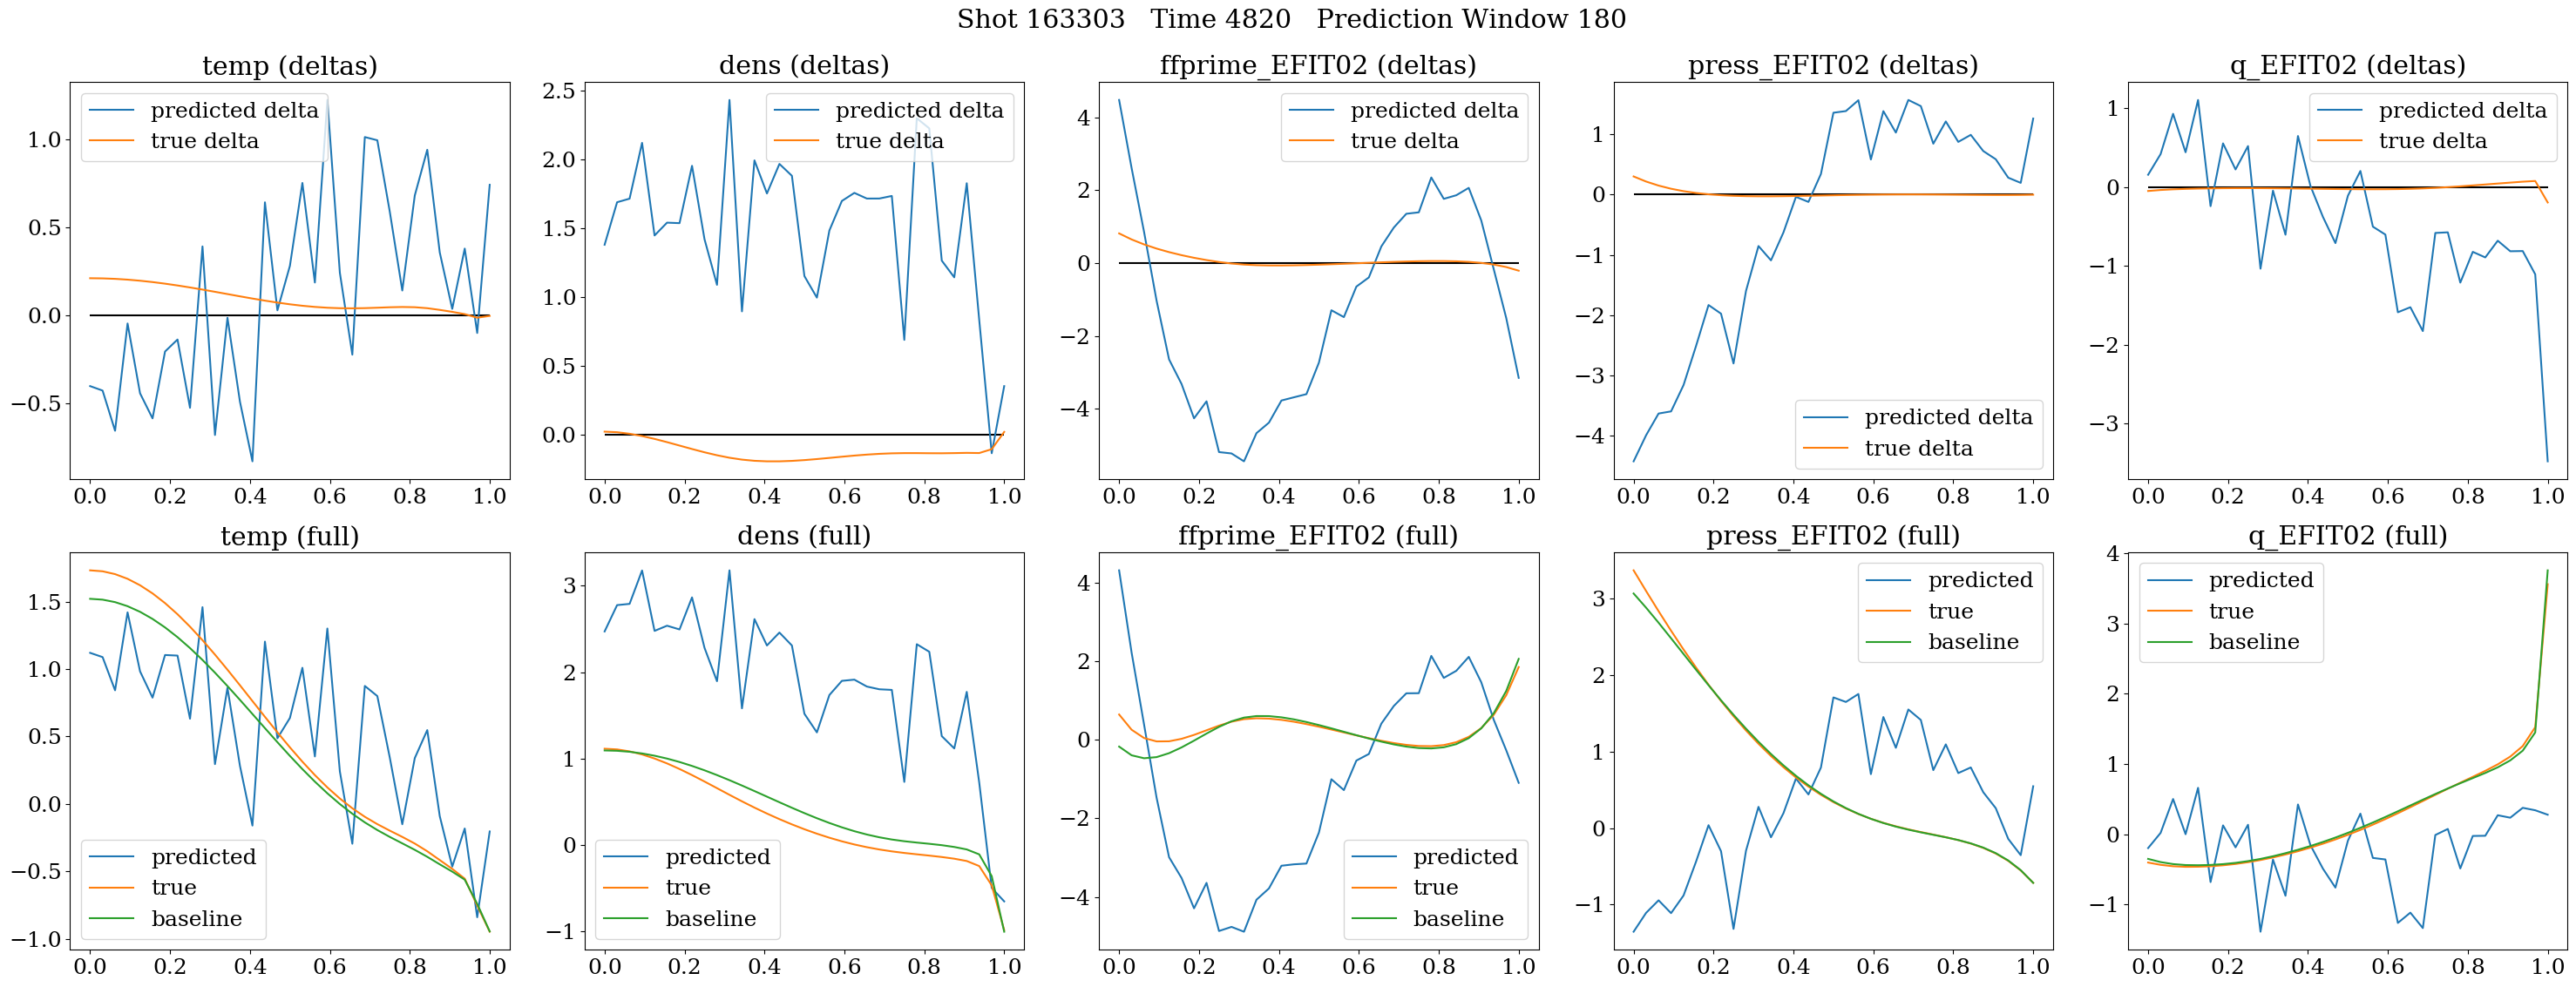 Shot 163303   Time 4820   Prediction Window 180
temp (deltas)
predicted delta
true delta
1.0
0.5
0.0
−0.5
0.0 0.2 0.4 0.6 0.8 1.0
dens (deltas)
predicted delta
true delta
2.5
2.0
1.5
1.0
0.5
0.0
0.0 0.2 0.4 0.6 0.8 1.0
ffprime_EFIT02 (deltas)
predicted delta
true delta
4
2
0
−2
−4
0.0 0.2 0.4 0.6 0.8 1.0
press_EFIT02 (deltas)
1
0
−1
−2
−3
−4
predicted delta
true delta
0.0 0.2 0.4 0.6 0.8 1.0
q_EFIT02 (deltas)
predicted delta
true delta
1
0
−1
−2
−3
0.0 0.2 0.4 0.6 0.8 1.0
temp (full)
1.5
1.0
0.5
0.0
−0.5
−1.0
predicted
true
baseline
0.0 0.2 0.4 0.6 0.8 1.0
dens (full)
3
2
1
0
−1
predicted
true
baseline
0.0 0.2 0.4 0.6 0.8 1.0
ffprime_EFIT02 (full)
4
2
0
−2
−4
predicted
true
baseline
0.0 0.2 0.4 0.6 0.8 1.0
press_EFIT02 (full)
predicted
true
baseline
3
2
1
0
−1
0.0 0.2 0.4 0.6 0.8 1.0
q_EFIT02 (full)
predicted
true
baseline
4
3
2
1
0
−1
0.0 0.2 0.4 0.6 0.8 1.0